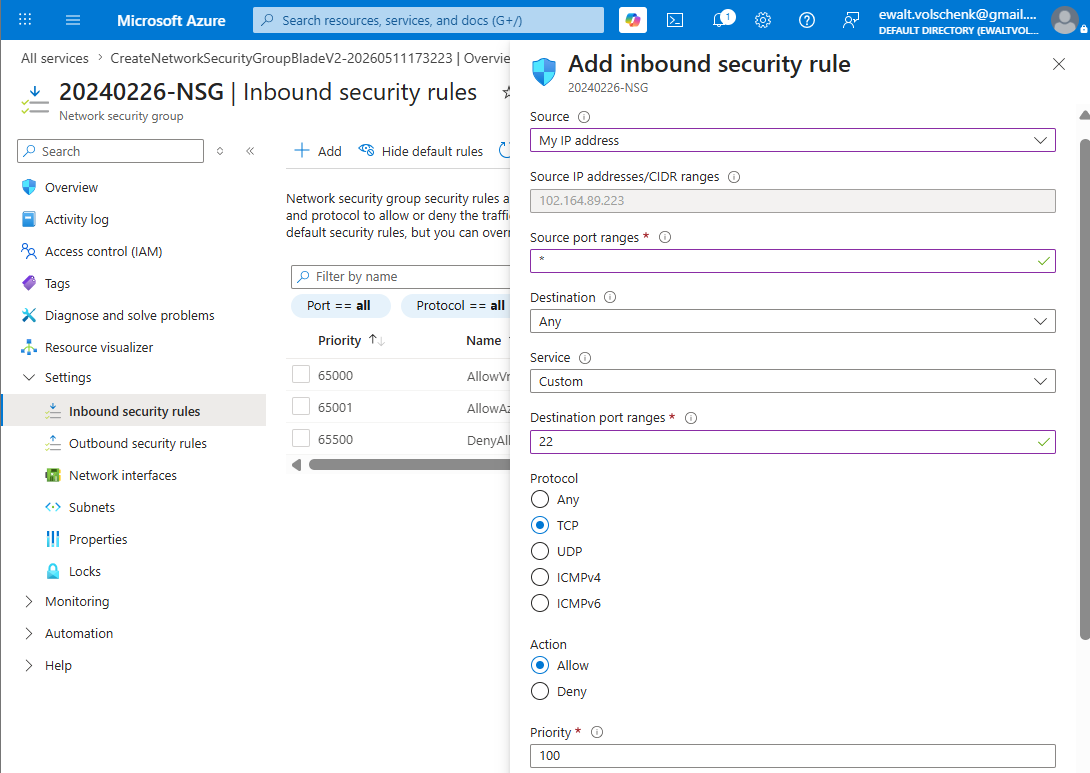 Microsoft Azure
Search resources, services, and docs (G+/)
1
ewalt.volschenk@gmail....
DEFAULT DIRECTORY (EWALTVOL...
All services > CreateNetworkSecurityGroupBladeV2-20260511173223 | Overvie
20240226-NSG | Inbound security rules
Network security group
Search
Add
Hide default rules
Overview
Activity log
Access control (IAM)
Tags
Diagnose and solve problems
Resource visualizer
Settings
Inbound security rules
Outbound security rules
Network interfaces
Subnets
Properties
Locks
Monitoring
Automation
Help
Network security group security rules a
and protocol to allow or deny the traffi
default security rules, but you can over
Filter by name
Port == all
Protocol == all
Priority
Name
65000
AllowVr
65001
AllowAz
65500
DenyAll
Add inbound security rule
20240226-NSG
Source
My IP address
Source IP addresses/CIDR ranges
102.164.89.223
Source port ranges *
*
Destination
Any
Service
Custom
Destination port ranges *
22
Protocol
Any
TCP
UDP
ICMPv4
ICMPv6
Action
Allow
Deny
Priority *
100